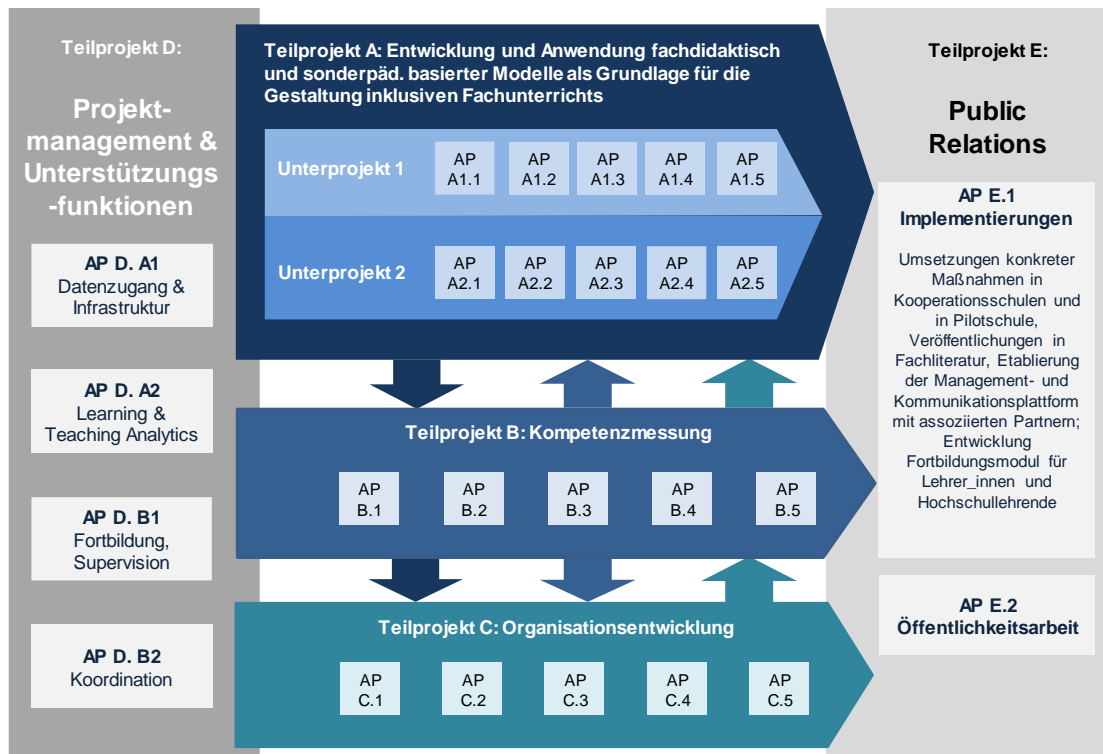 Teilprojekt D:
Projekt-
management &
Unterstützungs
-funktionen
AP D. A1
Datenzugang &
Infrastruktur
AP D. A2
Learning &
Teaching Analytics
AP D. B1
Fortbildung,
Supervision
AP D. B2
Koordination
Teilprojekt A: Entwicklung und Anwendung fachdidaktisch
und sonderpäd. basierter Modelle als Grundlage für die
Gestaltung inklusiven Fachunterrichts
Unterprojekt 1
AP
A1.1
AP
A1.2
AP
A1.3
AP
A1.4
AP
A1.5
Unterprojekt 2
AP
A2.1
AP
A2.2
AP
A2.3
AP
A2.4
AP
A2.5
Teilprojekt B: Kompetenzmessung
AP
B.1
AP
B.2
AP
B.3
AP
B.4
AP
B.5
Teilprojekt C: Organisationsentwicklung
AP
C.1
AP
C.2
AP
C.3
AP
C.4
AP
C.5
Teilprojekt E:
Public
Relations
AP E.1
Implementierungen
Umsetzungen konkreter
Maßnahmen in
Kooperationsschulen und
in Pilotschule,
Veröffentlichungen in
Fachliteratur, Etablierung
der Management- und
Kommunikationsplattform
mit assoziierten Partnern;
Entwicklung
Fortbildungsmodul für
Lehrer_innen und
Hochschullehrende
AP E.2
Öffentlichkeitsarbeit